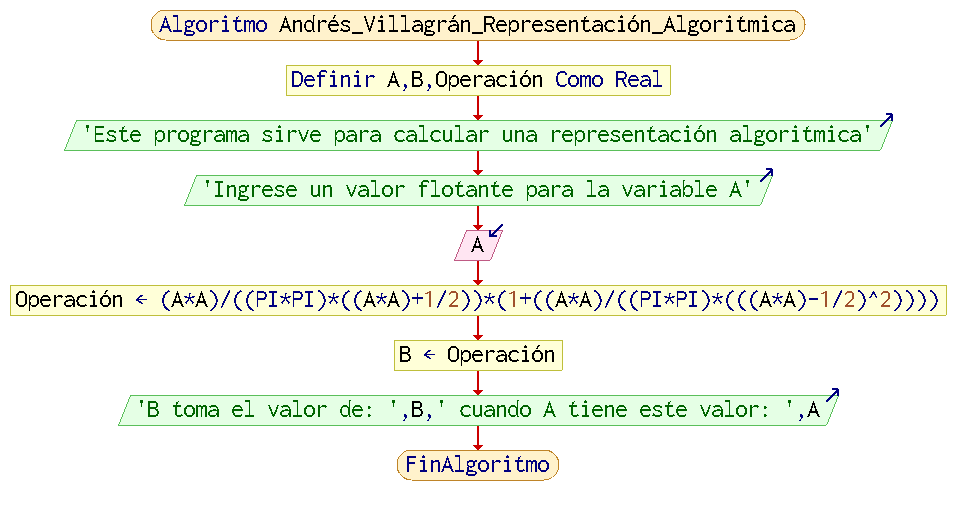 Algoritmo Andrés_Villagrán_Representación_Algoritmica
Definir A,B,Operación Como Real
'Este programa sirve para calcular una representación algoritmica'
'Ingrese un valor flotante para la variable A'
A
Operación ← (A*A)/((PI*PI)*((A*A)+1/2))*(1+((A*A)/((PI*PI)*(((A*A)-1/2)^2))))
B ← Operación
'B toma el valor de: ',B,' cuando A tiene este valor: ',A
FinAlgoritmo